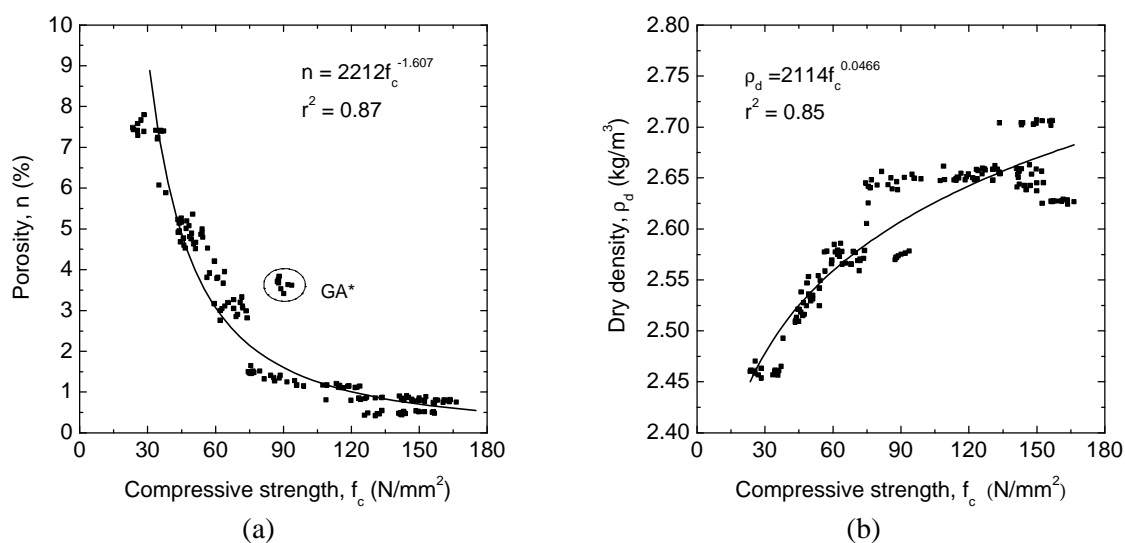 10
9
8
7
6
5
4
3
2
1
0
n = 2212f_c^-1.607
r^2 = 0.87
GA*
Porosity, n (%)
0 30 60 90 120 150 180
Compressive strength, f_c (N/mm^2)
(a)
2.80
2.75
2.70
2.65
2.60
2.55
2.50
2.45
2.40
ρ_d =2114f_c^0.0466
r^2 = 0.85
Dry density, ρ_d (kg/m^3)
0 30 60 90 120 150 180
Compressive strength, f_c (N/mm^2)
(b)